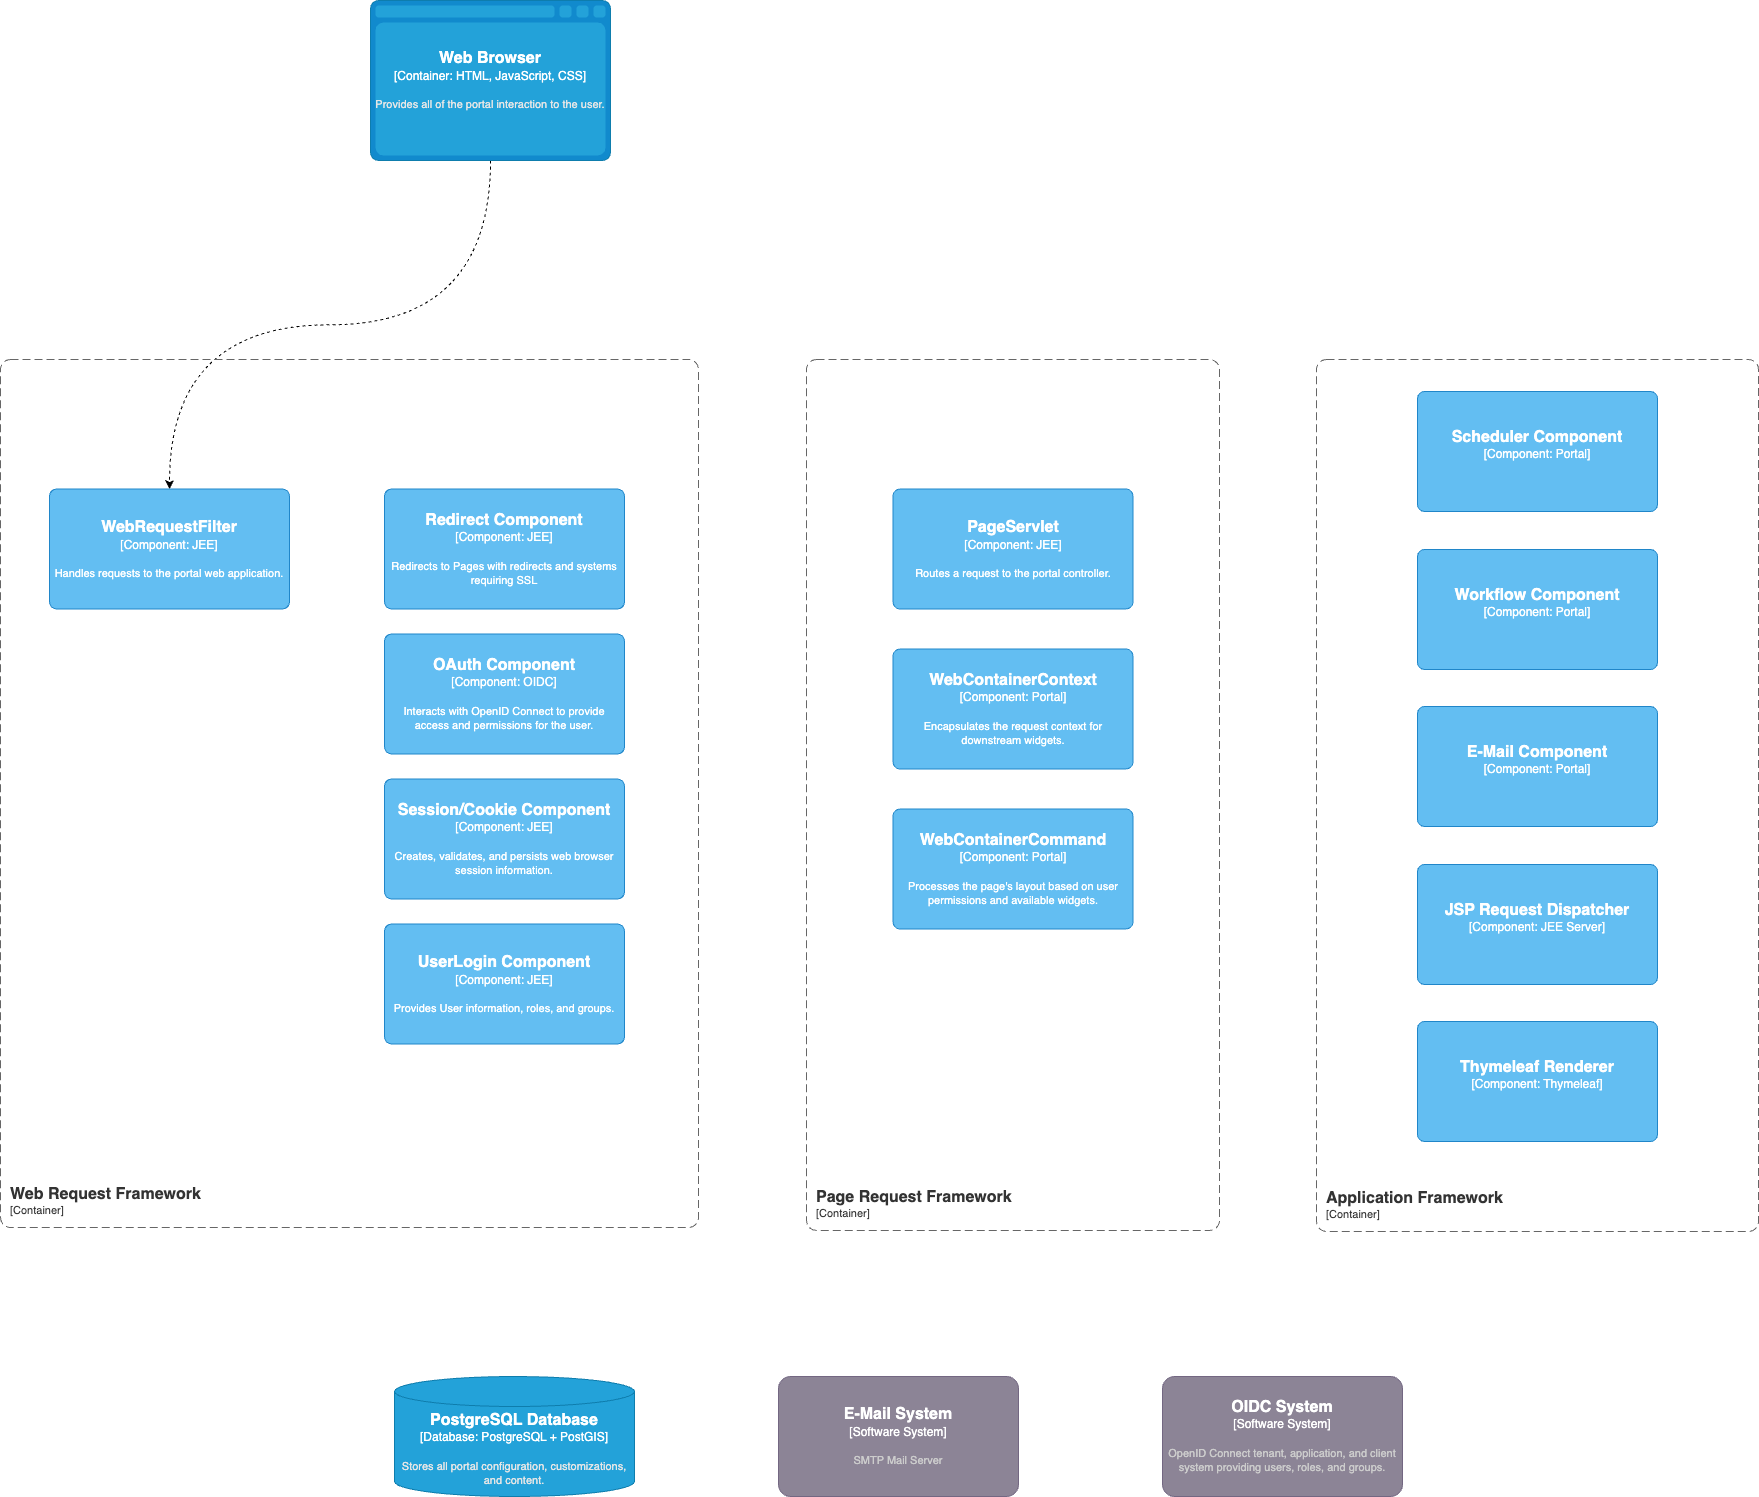 Web Browser
[Container: HTML, JavaScript, CSS]
Provides all of the portal interaction to the user.
WebRequestFilter
[Component: JEE]
Handles requests to the portal web application.
Redirect Component
[Component: JEE]
Redirects to Pages with redirects and systems
requiring SSL
OAuth Component
[Component: OIDC]
Interacts with OpenID Connect to provide
access and permissions for the user.
Session/Cookie Component
[Component: JEE]
Creates, validates, and persists web browser
session information.
UserLogin Component
[Component: JEE]
Provides User information, roles, and groups.
Web Request Framework
[Container]
PageServlet
[Component: JEE]
Routes a request to the portal controller.
WebContainerContext
[Component: Portal]
Encapsulates the request context for
downstream widgets.
WebContainerCommand
[Component: Portal]
Processes the page's layout based on user
permissions and available widgets.
Page Request Framework
[Container]
Scheduler Component
[Component: Portal]
Workflow Component
[Component: Portal]
E-Mail Component
[Component: Portal]
JSP Request Dispatcher
[Component: JEE Server]
Thymeleaf Renderer
[Component: Thymeleaf]
Application Framework
[Container]
PostgreSQL Database
[Database: PostgreSQL + PostGIS]
Stores all portal configuration, customizations,
and content.
E-Mail System
[Software System]
SMTP Mail Server
OIDC System
[Software System]
OpenID Connect tenant, application, and client
system providing users, roles, and groups.